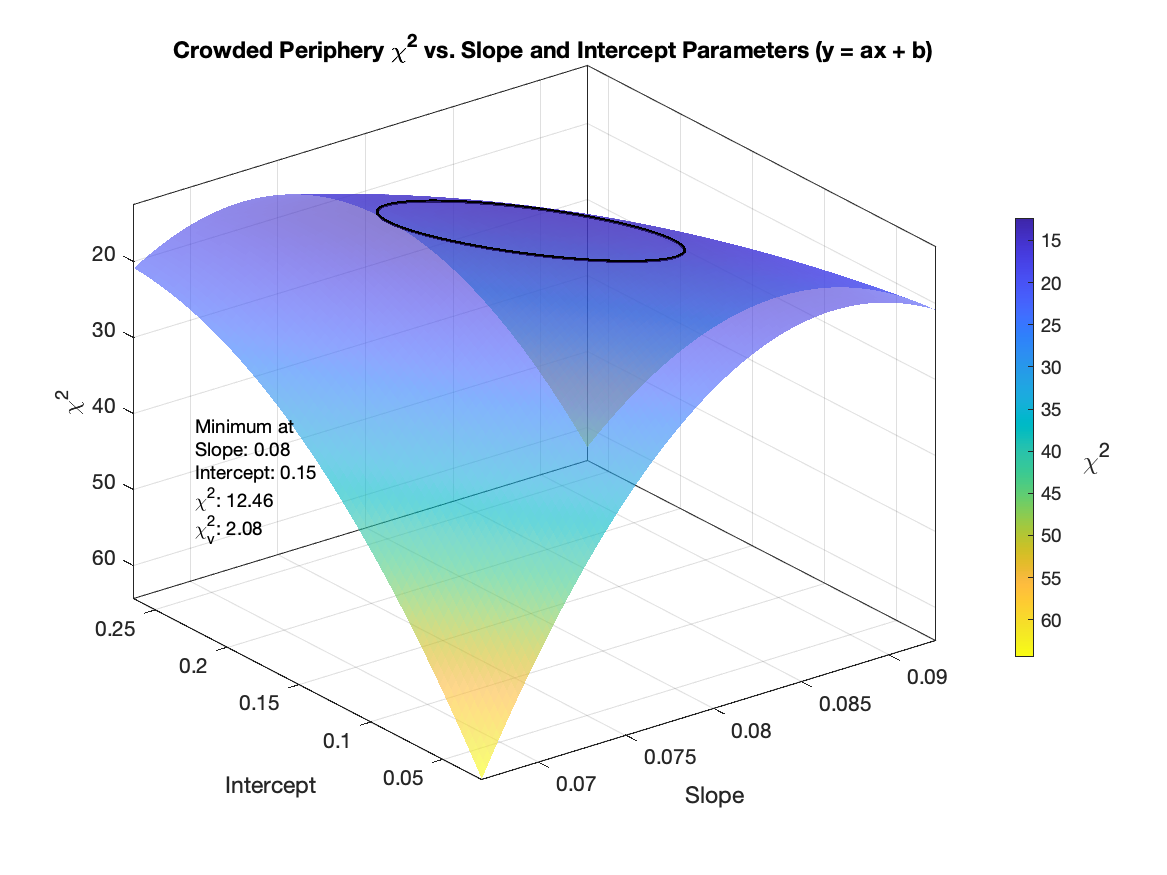 Crowded Periphery χ² vs. Slope and Intercept Parameters (y = ax + b)
20
30
40
50
60
χ²
Minimum at
Slope: 0.08
Intercept: 0.15
χ²: 12.46
χ²ᵥ: 2.08
0.25
0.2
0.15
0.1
0.05
Intercept
0.07
0.075
0.08
0.085
0.09
Slope
15
20
25
30
35
40
45
50
55
60
χ²